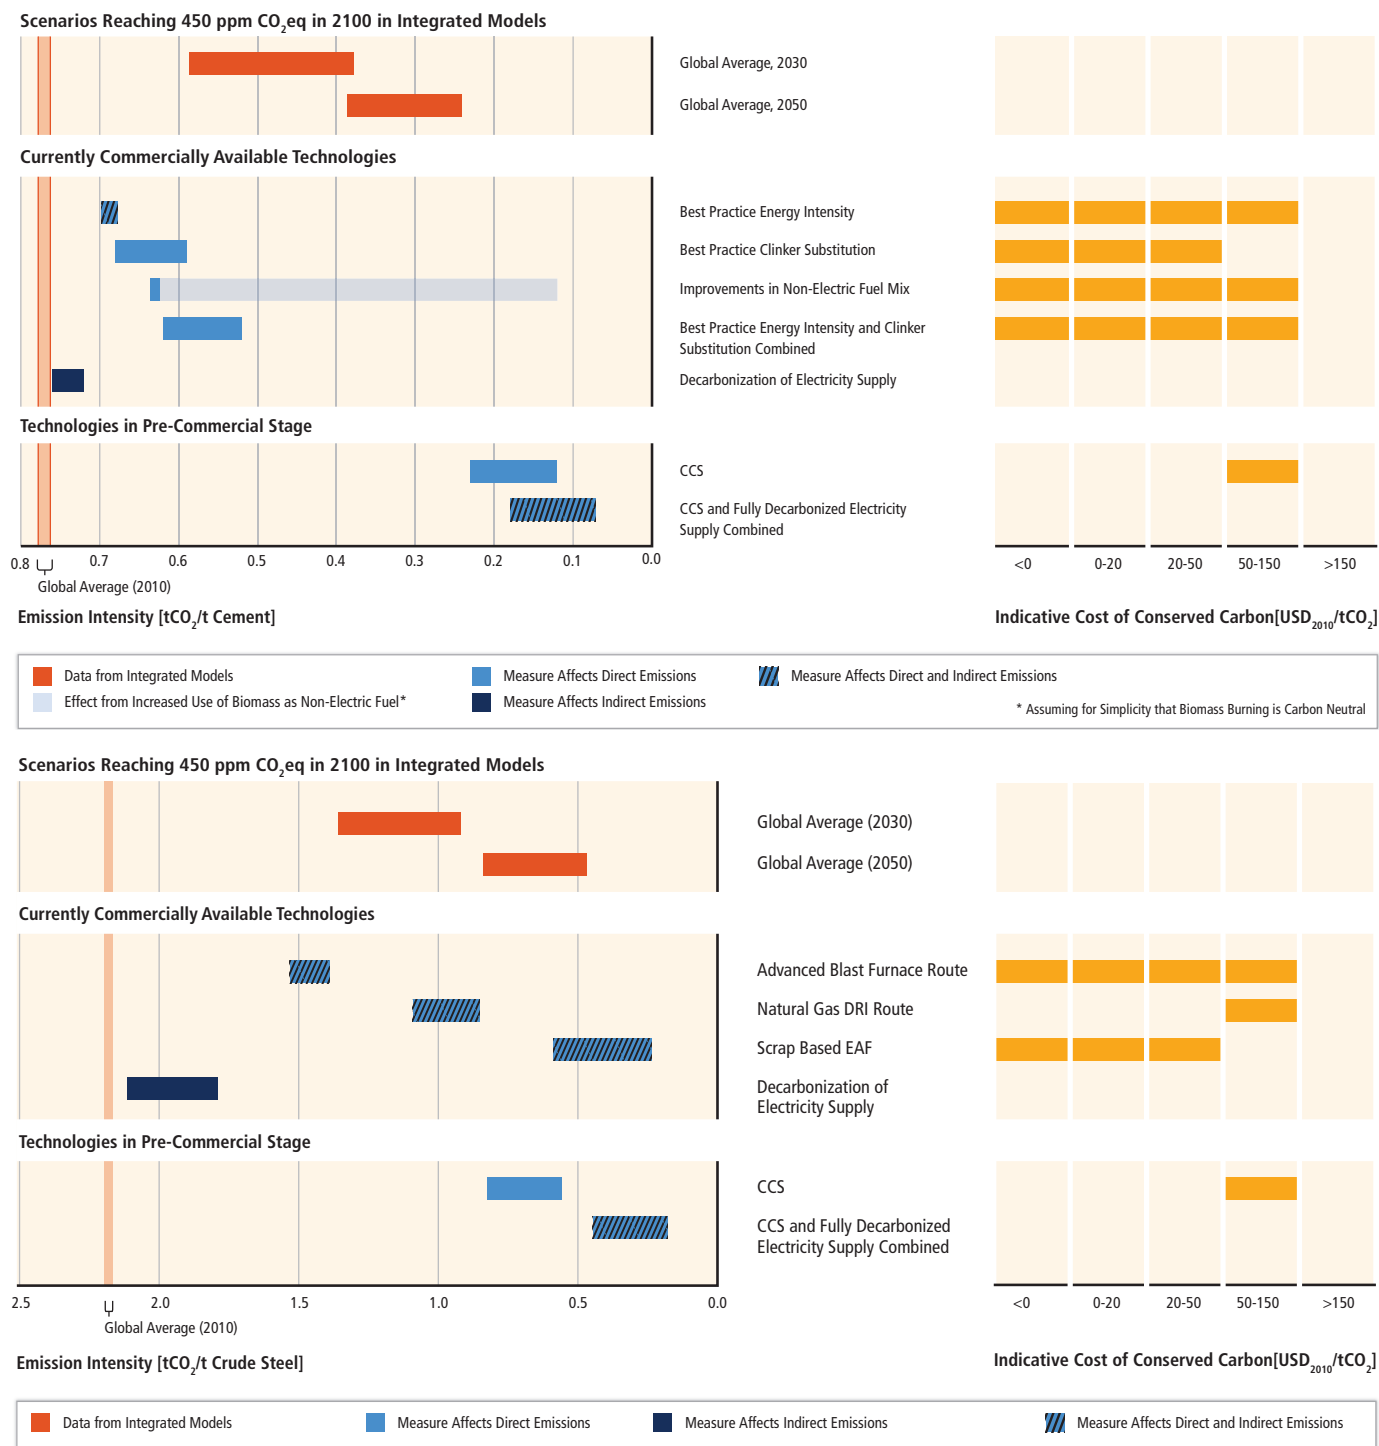 Scenarios Reaching 450 ppm CO2eq in 2100 in Integrated Models
Global Average, 2030
Global Average, 2050
Currently Commercially Available Technologies
Best Practice Energy Intensity
Best Practice Clinker Substitution
Improvements in Non-Electric Fuel Mix
Best Practice Energy Intensity and Clinker
Substitution Combined
Decarbonization of Electricity Supply
Technologies in Pre-Commercial Stage
CCS
CCS and Fully Decarbonized Electricity
Supply Combined
0.8 0.7 0.6 0.5 0.4 0.3 0.2 0.1 0.0 <0 0-20 20-50 50-150 >150
Global Average (2010)
Emission Intensity [tCO2/t Cement] Indicative Cost of Conserved Carbon[USD2010/tCO2]
Data from Integrated Models Measure Affects Direct Emissions Measure Affects Direct and Indirect Emissions
Effect from Increased Use of Biomass as Non-Electric Fuel* Measure Affects Indirect Emissions
* Assuming for Simplicity that Biomass Burning is Carbon Neutral
Scenarios Reaching 450 ppm CO2eq in 2100 in Integrated Models
Global Average (2030)
Global Average (2050)
Currently Commercially Available Technologies
Advanced Blast Furnace Route
Natural Gas DRI Route
Scrap Based EAF
Decarbonization of
Electricity Supply
Technologies in Pre-Commercial Stage
CCS
CCS and Fully Decarbonized
Electricity Supply Combined
2.5 2.0 1.5 1.0 0.5 0.0 <0 0-20 20-50 50-150 >150
Global Average (2010)
Emission Intensity [tCO2/t Crude Steel] Indicative Cost of Conserved Carbon[USD2010/tCO2]
Data from Integrated Models Measure Affects Direct Emissions Measure Affects Indirect Emissions Measure Affects Direct and Indirect Emissions